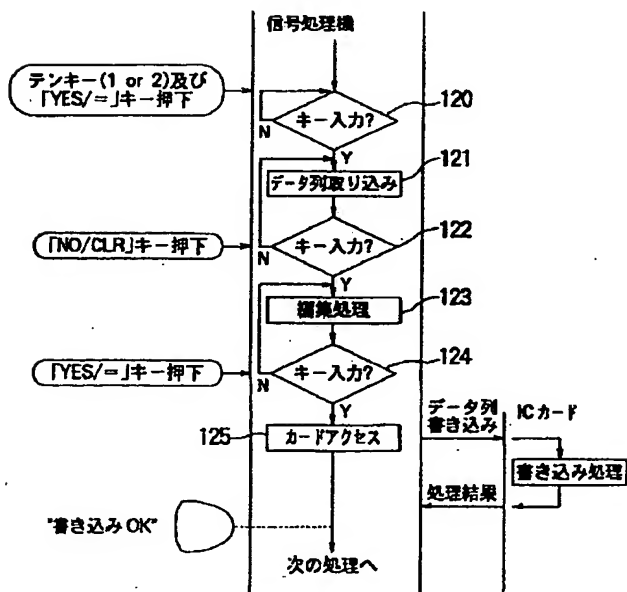 信号処理機
テンキー(1 or 2)及び
「YES/=」キー押下
キー入力?
120
N
Y
データ列取り込み
121
「NO/CLR」キー押下
キー入力?
122
N
Y
編集処理
123
「YES/=」キー押下
キー入力?
124
N
Y
125
カードアクセス
データ列
書き込み
ICカード
書き込み処理
処理結果
"書き込みOK"
次の処理へ